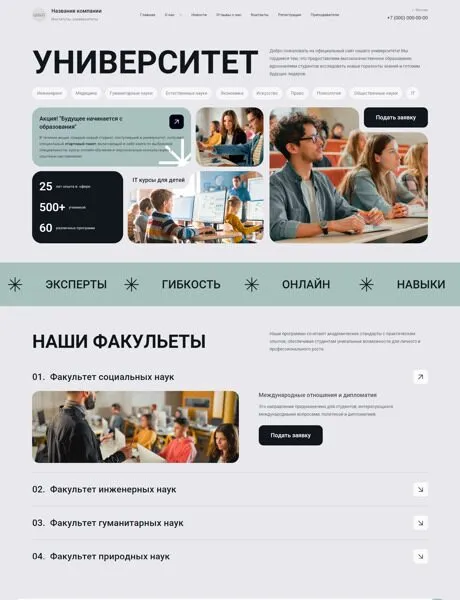 Название компании
Институты, университеты
Главная О нас Новости Отзывы о нас Контакты Регистрация Преподаватели
г. Москва
+7 (000) 000-00-00
УНИВЕРСИТЕТ
Добро пожаловать на официальный сайт нашего университета! Мы
гордимся тем, что предоставляем высококачественное образование,
вдохновляем студентов исследовать новые горизонты знаний и готовим
будущих лидеров.
Инженерия Медицина Гуманитарные науки Естественные науки Экономика Искусство Право Психология Общественные науки IT
Акция! "Будущее начинается с
образования"
Подать заявку
IT курсы для детей
25 лет опыта в сфере
500+ учеников
60 различных программ
ЭКСПЕРТЫ ГИБКОСТЬ ОНЛАЙН НАВЫКИ
НАШИ ФАКУЛЬЕТЫ
Наши программы сочетают академические стандарты с практическим
опытом, обеспечивая студентам уникальные возможности для личного и
профессионального роста.
01. Факультет социальных наук
Международные отношения и дипломатия
Это направление предназначено для студентов, интересующихся
международными вопросами, политикой и дипломатией.
Подать заявку
02. Факультет инженерных наук
03. Факультет гуманитарных наук
04. Факультет природных наук